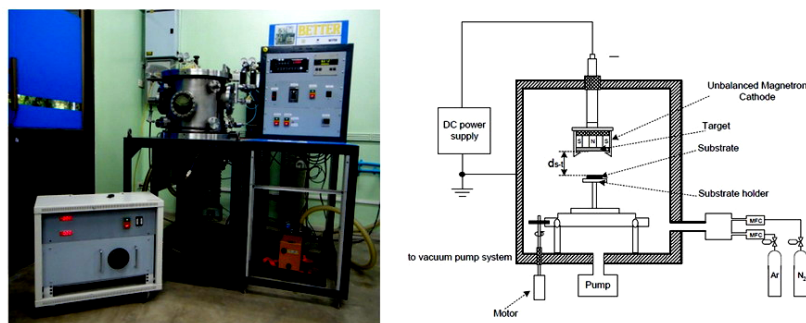 BETTER
Unbalanced Magnetron
Cathode
Target
Substrate
Substrate holder
DC power
supply
S
N
S
ds-t
MFC
MFC
to vacuum pump system
Pump
Motor
Ar
N2